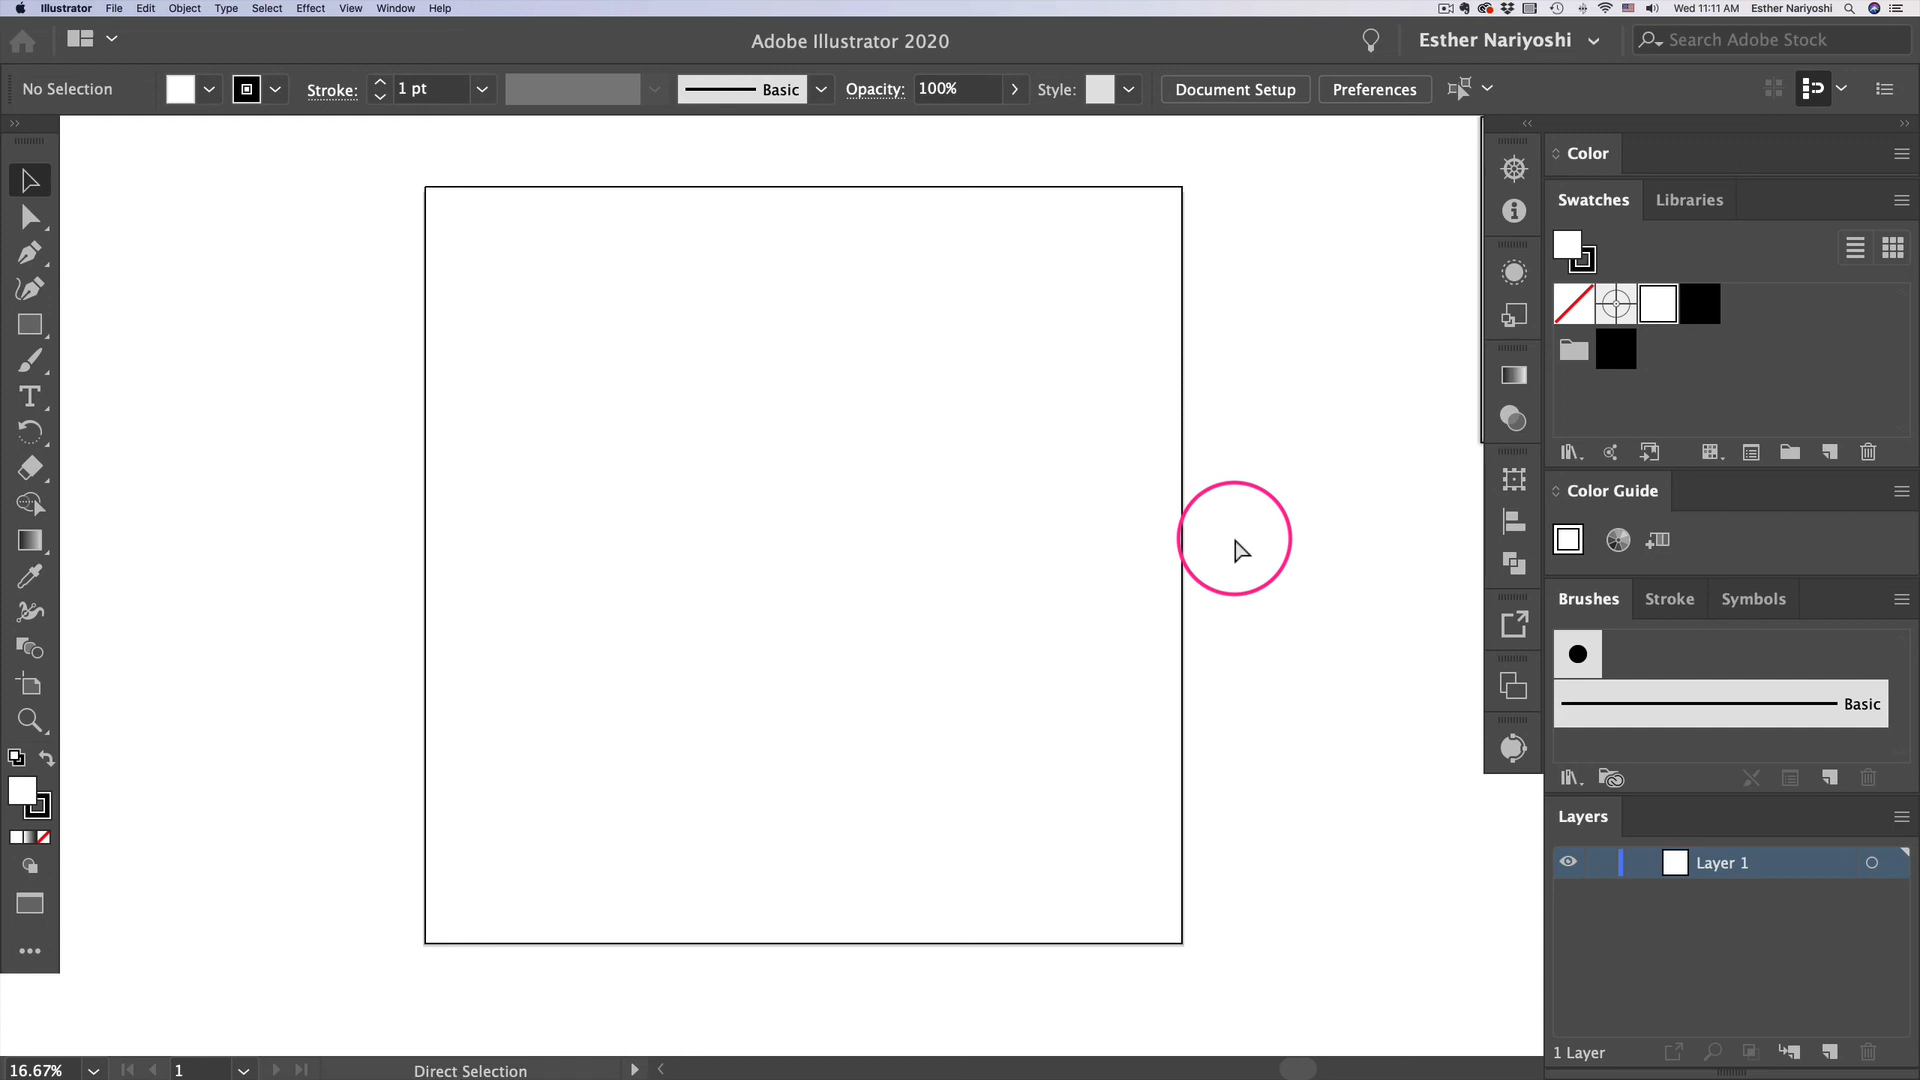 Illustrator File Edit Object Type Select Effect View Window Help
Wed 11:11 AM Esther Nariyoshi
Adobe Illustrator 2020
Esther Nariyoshi
Search Adobe Stock
No Selection
Stroke:
1 pt
Basic
Opacity:
100%
Style:
Document Setup
Preferences
Color
Swatches
Libraries
Color Guide
Brushes
Stroke
Symbols
Basic
Layers
Layer 1
1 Layer
16.67%
1
Direct Selection